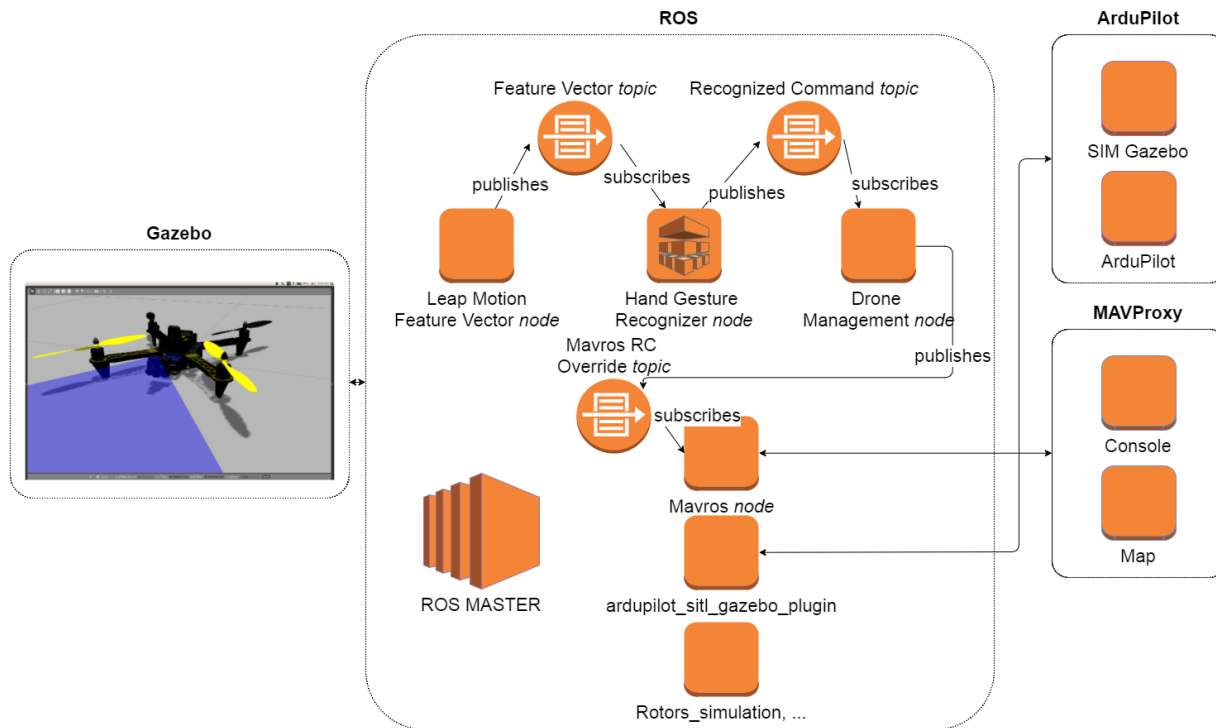 ROS
ArduPilot
Feature Vector topic
Recognized Command topic
publishes
subscribes
publishes
subscribes
SIM Gazebo
ArduPilot
Gazebo
Leap Motion
Feature Vector node
Hand Gesture
Recognizer node
Drone
Management node
MAVProxy
Mavros RC
Override topic
publishes
subscribes
Console
Mavros node
Map
ROS MASTER
ardupilot_sitl_gazebo_plugin
Rotors_simulation, ...